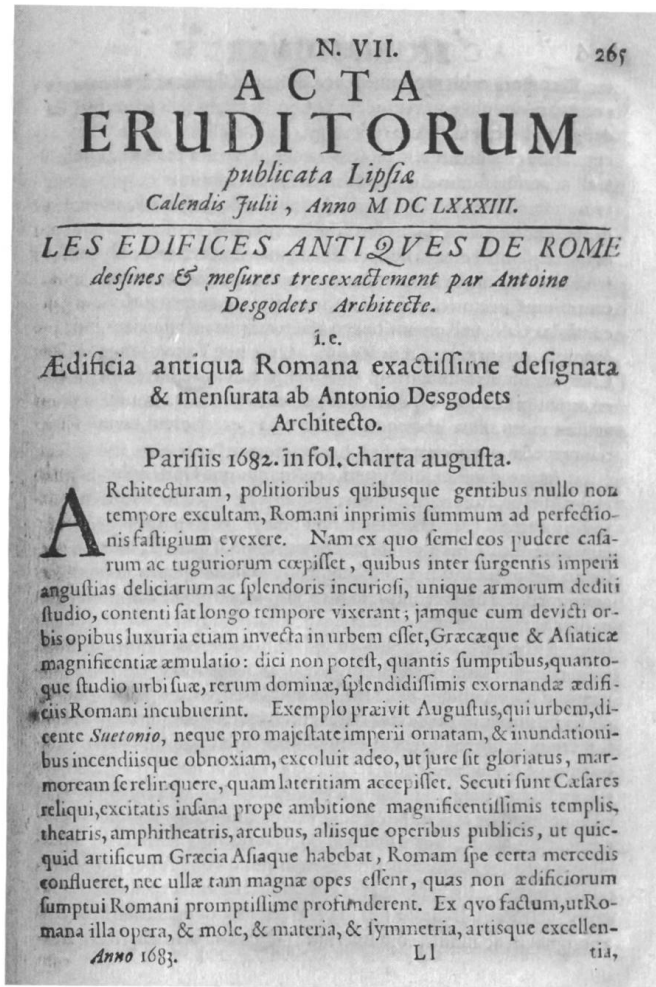 N. VII. 265
ACTA
ERUDITORUM
publicata Lipſiæ
Calendis Julii, Anno M DC LXXXIII.
LES EDIFICES ANTIQVES DE ROME
desſines & meſures tresexactement par Antoine
Desgodets Architecte.
i.e.
Ædificia antiqua Romana exactiſſime deſignata
& menſurata ab Antonio Desgodets
Architecto.
Pariſiis 1682. in fol. charta auguſta.
ARchitecturam, politioribus quibusque gentibus nullo non
tempore excultam, Romani inprimis ſummum ad perfectio-
nis faſtigium evexere. Nam ex quo ſemel eos pudere caſa-
rum ac tuguriorum cœpiſſet, quibus inter ſurgentis imperii
anguſtias deliciarum ac ſplendoris incurioſi, unique armorum dediti
ſtudio, contenti ſat longo tempore vixerant; jamque cum devicti or-
bis opibus luxuria etiam invecta in urbem eſſet, Græcæque & Aſiaticæ
magnificentiæ æmulatio: dici non poteſt, quantis ſumptibus, quanto-
que ſtudio urbi ſuæ, rerum dominæ, ſplendidiſſimis exornandæ ædifi-
ciis Romani incubuerint. Exemplo præivit Auguſtus, qui urbem, di-
cente Suetonio, neque pro majeſtate imperii ornatam, & inundationi-
bus incendiisque obnoxiam, excoluit adeo, ut jure ſit gloriatus, mar-
moream ſe relinquere, quam lateritiam accepiſſet. Secuti ſunt Cæſares
reliqui, excitatis inſana prope ambitione magnificentiſſimis templis,
theatris, amphitheatris, arcubus, aliisque operibus publicis, ut quic-
quid artificum Græcia Aſiaque habebat, Romam ſpe certa mercedis
conflueret, nec ullæ tam magnæ opes eſſent, quas non ædificiorum
ſumptui Romani promptiſſime profunderent. Ex qvo factum, ut Ro-
mana illa opera, & mole, & materia, & ſymmetria, artisque excellen-
Anno 1683. Ll tia,